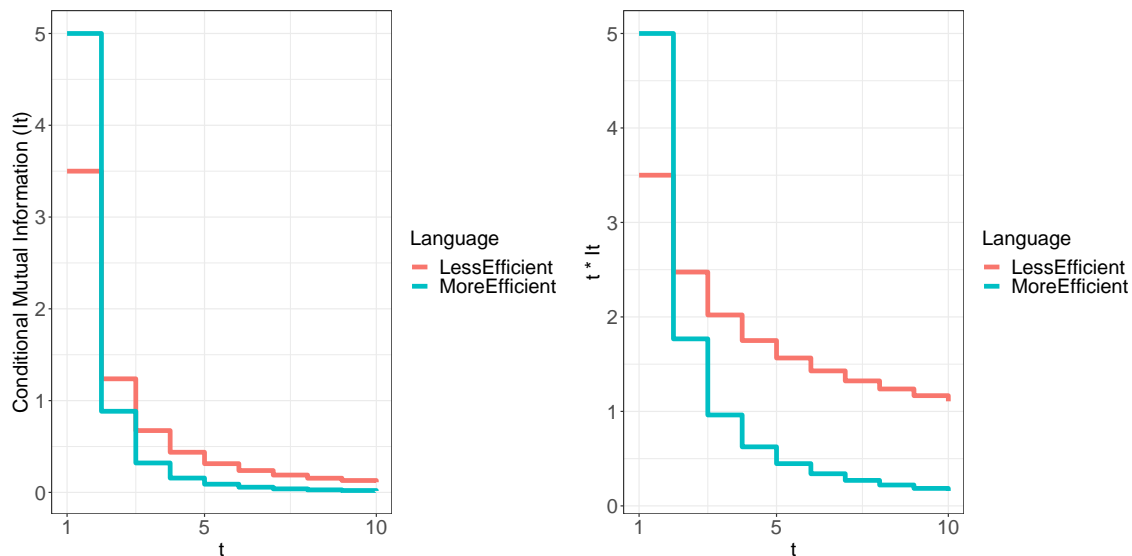 Conditional Mutual Information (It)
5
4
3
2
1
0
1
5
10
t
Language
LessEfficient
MoreEfficient
t * It
5
4
3
2
1
0
1
5
10
t
Language
LessEfficient
MoreEfficient